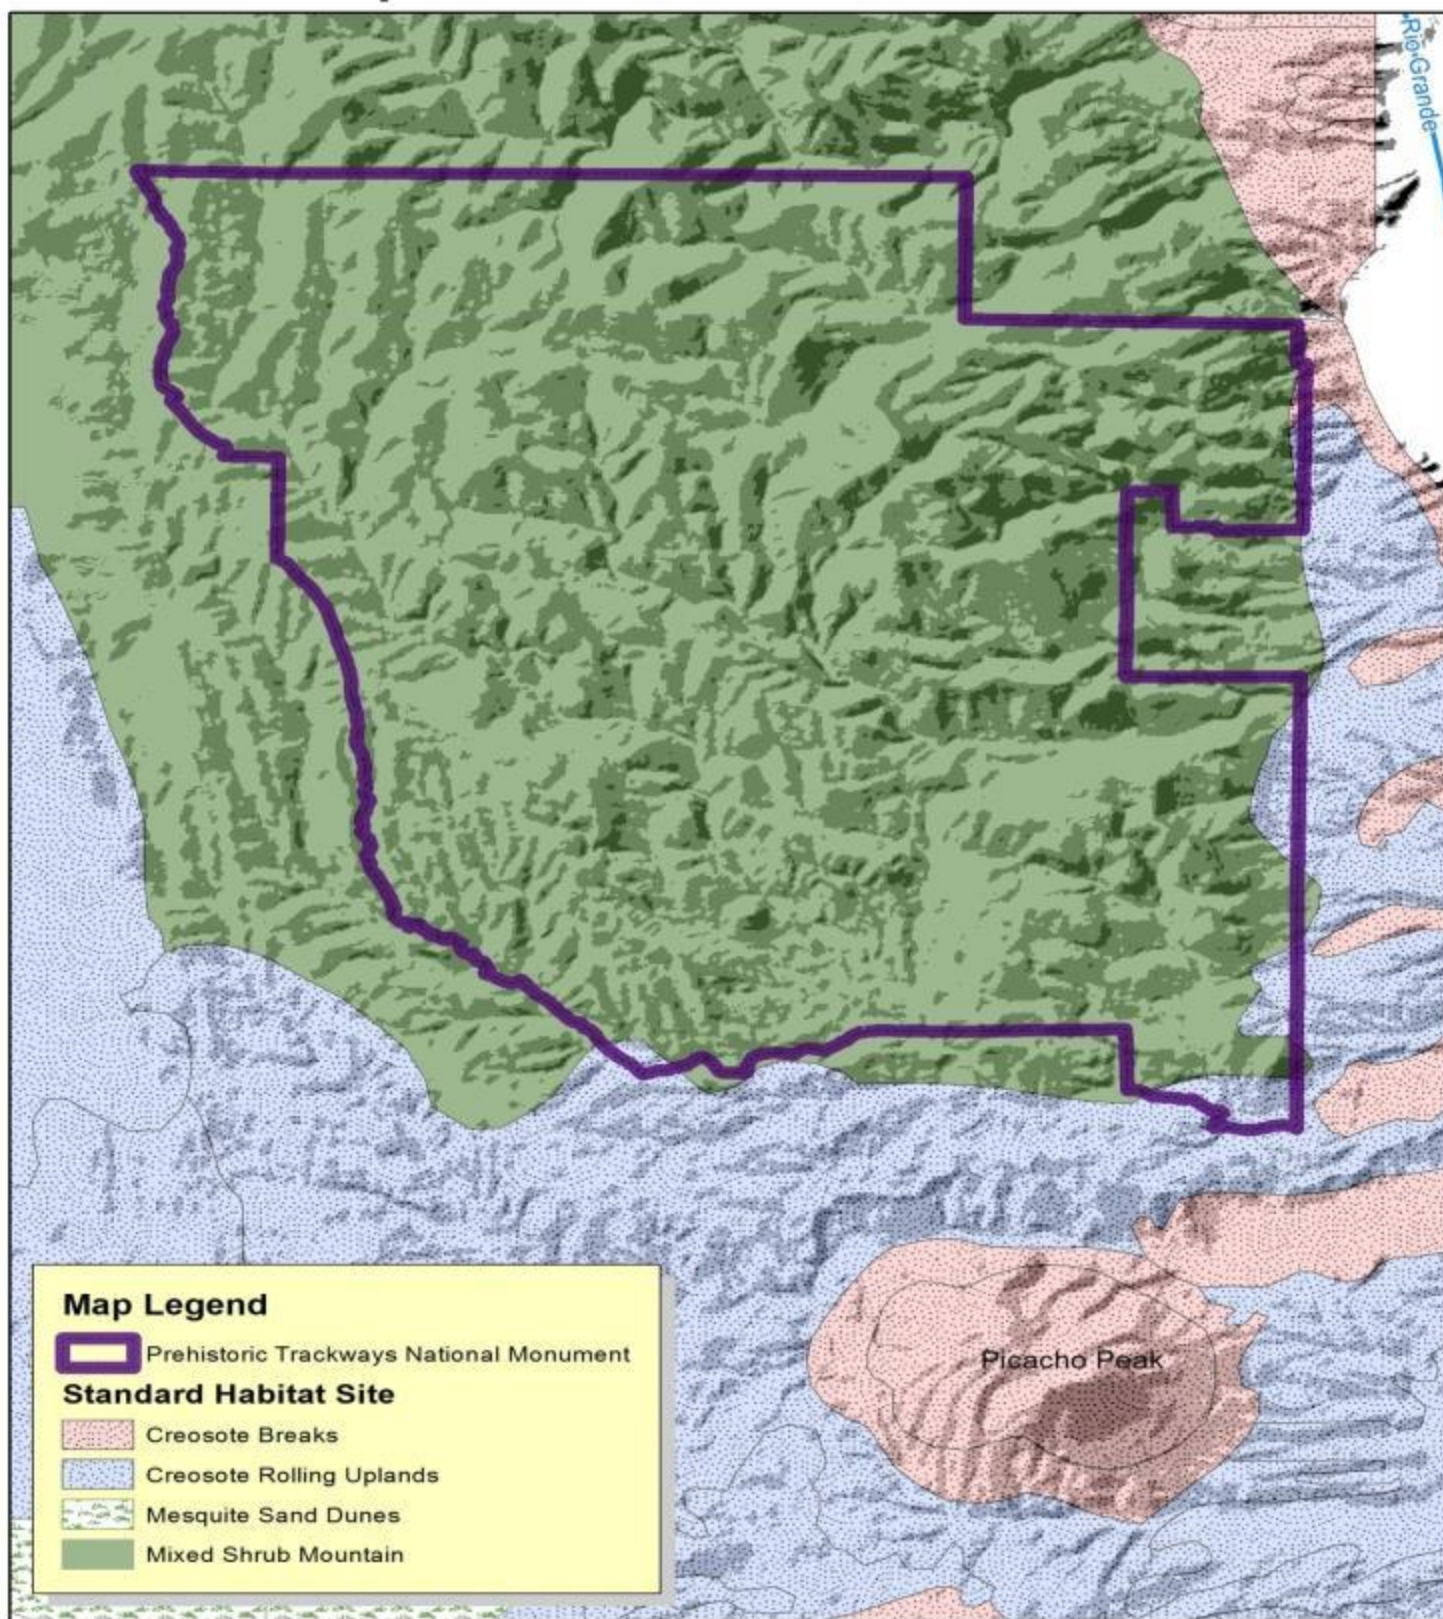 Rio Grande
Picacho Peak
Map Legend
Prehistoric Trackways National Monument
Standard Habitat Site
Creosote Breaks
Creosote Rolling Uplands
Mesquite Sand Dunes
Mixed Shrub Mountain